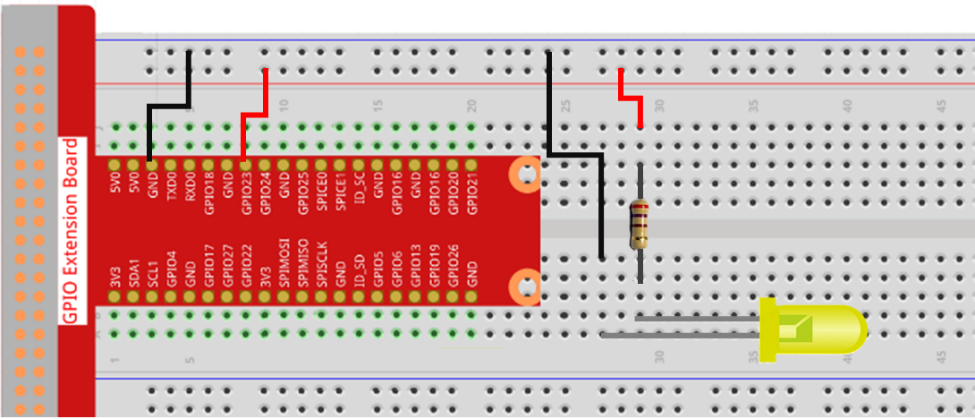 GPIO Extension Board
10
15
20
25
30
35
40
45
5V0
5V0
GND
TXD0
RXD0
GPIO18
GND
GPIO23
GPIO24
GND
GPIO25
SPICE0
SPICE1
ID_SC
GND
GPIO16
GND
GPIO16
GPIO20
GPIO21
3V3
SDA1
SCL1
GPIO4
GND
GPIO17
GPIO27
GPIO22
3V3
SPIMOSI
SPIMISO
SPISCLK
GND
ID_SD
GPIO5
GPIO6
GPIO13
GPIO19
GPIO26
GND
1
5
30
35
45